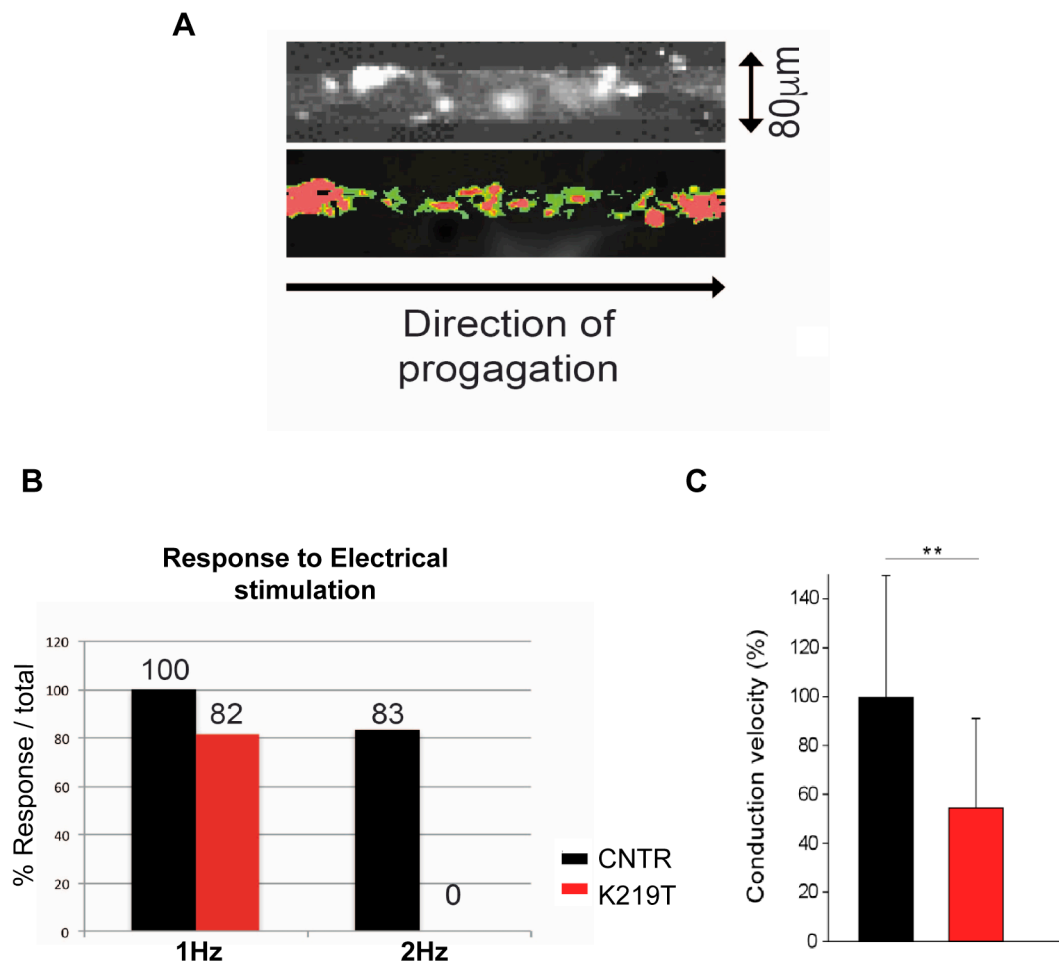 A
80μm
Direction of
progagation
B
Response to Electrical
stimulation
% Response / total
120
100
80
60
40
20
0
100
82
83
0
1Hz
2Hz
CNTR
K219T
C
**
Conduction velocity (%)
140
120
100
80
60
40
20
0